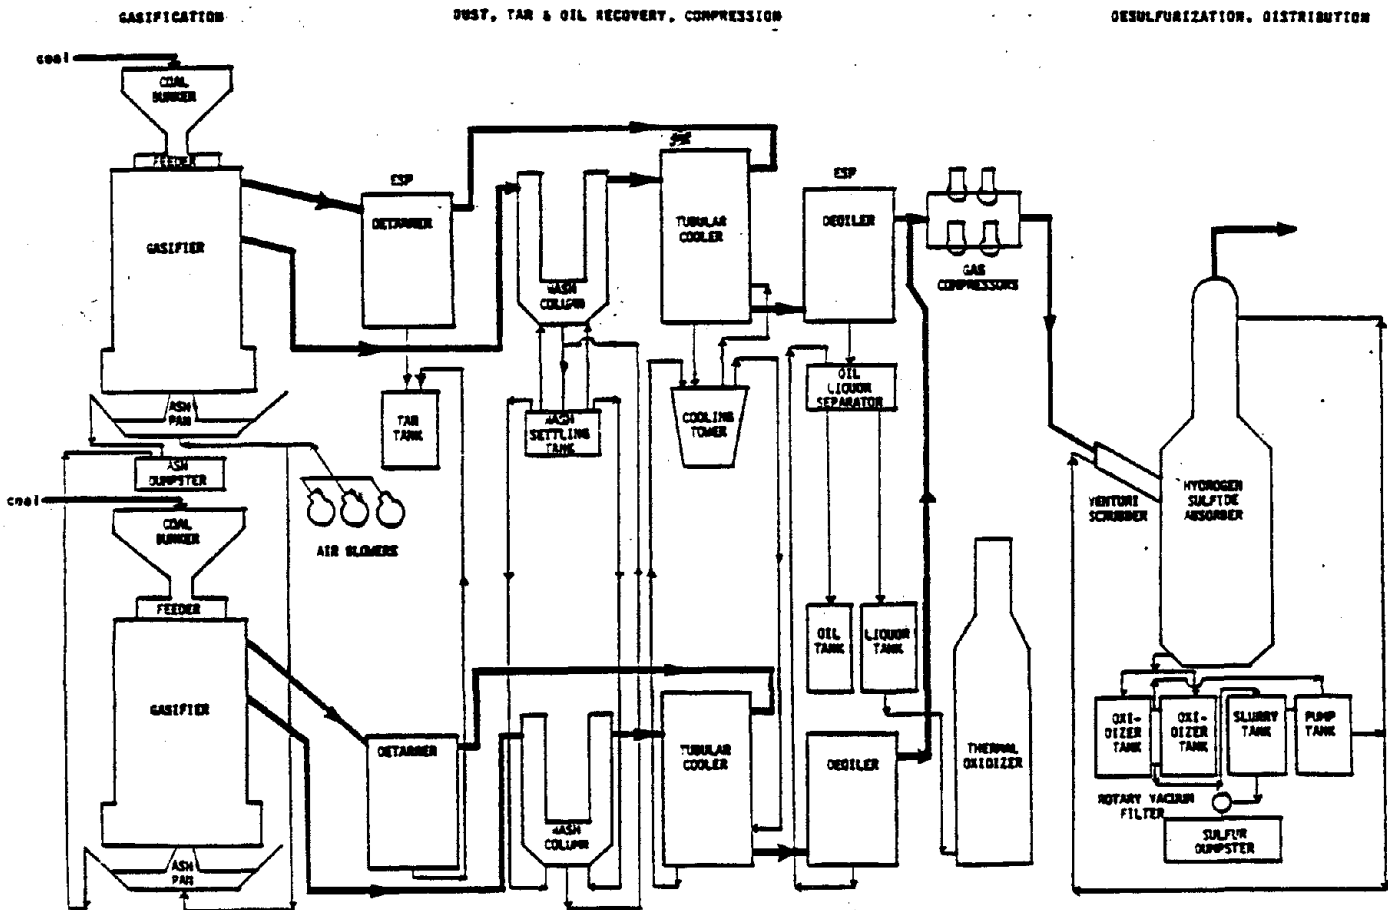 GASIFICATION
DUST, TAR & OIL RECOVERY, COMPRESSION
DESULFURIZATION, DISTRIBUTION
coal
COAL
BUNKER
FEEDER
GASIFIER
ASH
PAN
ASH
DUMPSTER
ESP
DETARRER
TAR
TANK
AIR BLOWERS
WASH
COLUMN
WASH
SETTLING
TANK
TUBULAR
COOLER
COOLING
TOWER
ESP
DEOILER
OIL
LIQUOR
SEPARATOR
OIL
TANK
LIQUOR
TANK
GAS
COMPRESSORS
VENTURI
SCRUBBER
HYDROGEN
SULFIDE
ABSORBER
coal
COAL
BUNKER
FEEDER
GASIFIER
ASH
PAN
DETARRER
WASH
COLUMN
TUBULAR
COOLER
DEOILER
THERMAL
OXIDIZER
OXI-
DIZER
TANK
OXI-
DIZER
TANK
SLURRY
TANK
PUMP
TANK
ROTARY VACUUM
FILTER
SULFUR
DUMPSTER